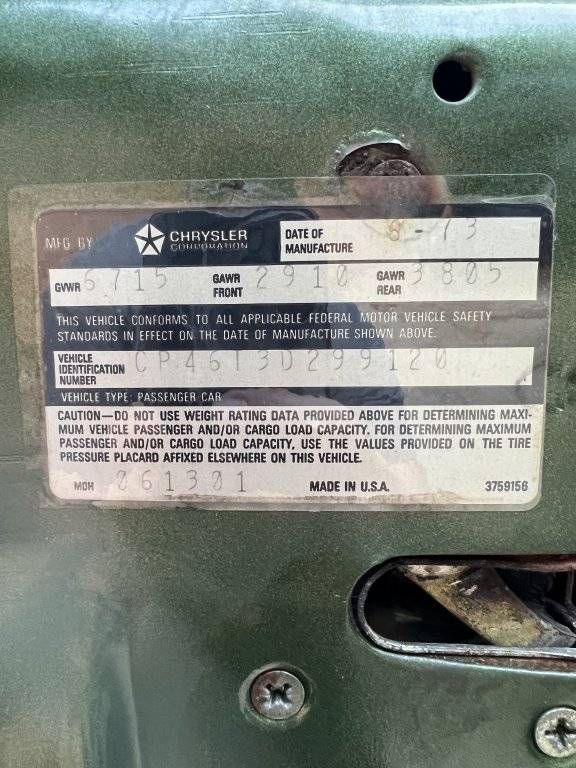 MFG BY CHRYSLER CORPORATION DATE OF MANUFACTURE 6-73
GVWR 6715 GAWR FRONT 2910 GAWR REAR 3805
THIS VEHICLE CONFORMS TO ALL APPLICABLE FEDERAL MOTOR VEHICLE SAFETY
STANDARDS IN EFFECT ON THE DATE OF MANUFACTURE SHOWN ABOVE.
VEHICLE IDENTIFICATION NUMBER CP46T3D299120
VEHICLE TYPE: PASSENGER CAR
CAUTION—DO NOT USE WEIGHT RATING DATA PROVIDED ABOVE FOR DETERMINING MAXI-
MUM VEHICLE PASSENGER AND/OR CARGO LOAD CAPACITY. FOR DETERMINING MAXIMUM
PASSENGER AND/OR CARGO LOAD CAPACITY, USE THE VALUES PROVIDED ON THE TIRE
PRESSURE PLACARD AFFIXED ELSEWHERE ON THIS VEHICLE.
MDH 061301 MADE IN U.S.A. 3759156